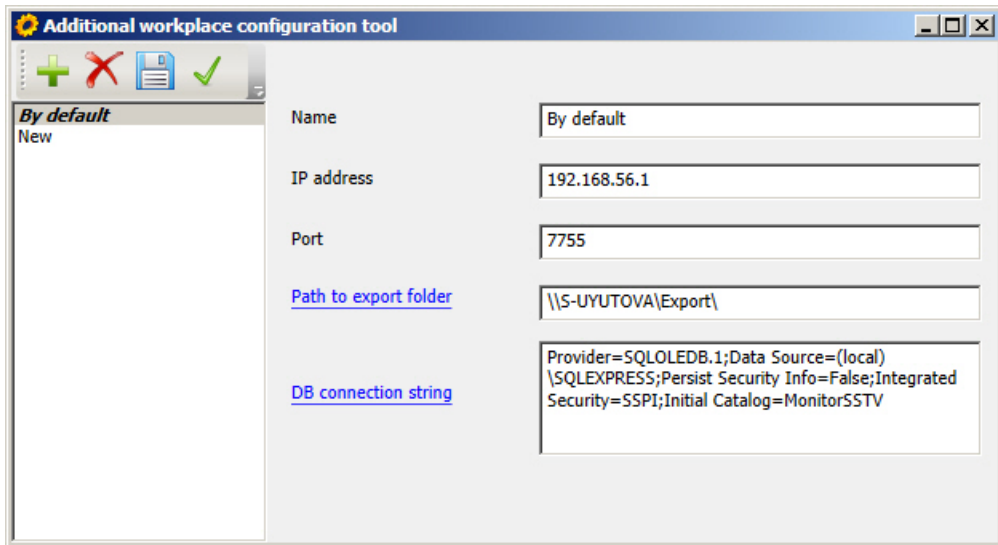 Additional workplace configuration tool
By default
New
Name
By default
IP address
192.168.56.1
Port
7755
Path to export folder
\\S-UYUTOVA\Export\
DB connection string
Provider=SQLOLEDB.1;Data Source=(local)
\SQLEXPRESS;Persist Security Info=False;Integrated
Security=SSPI;Initial Catalog=MonitorSSTV